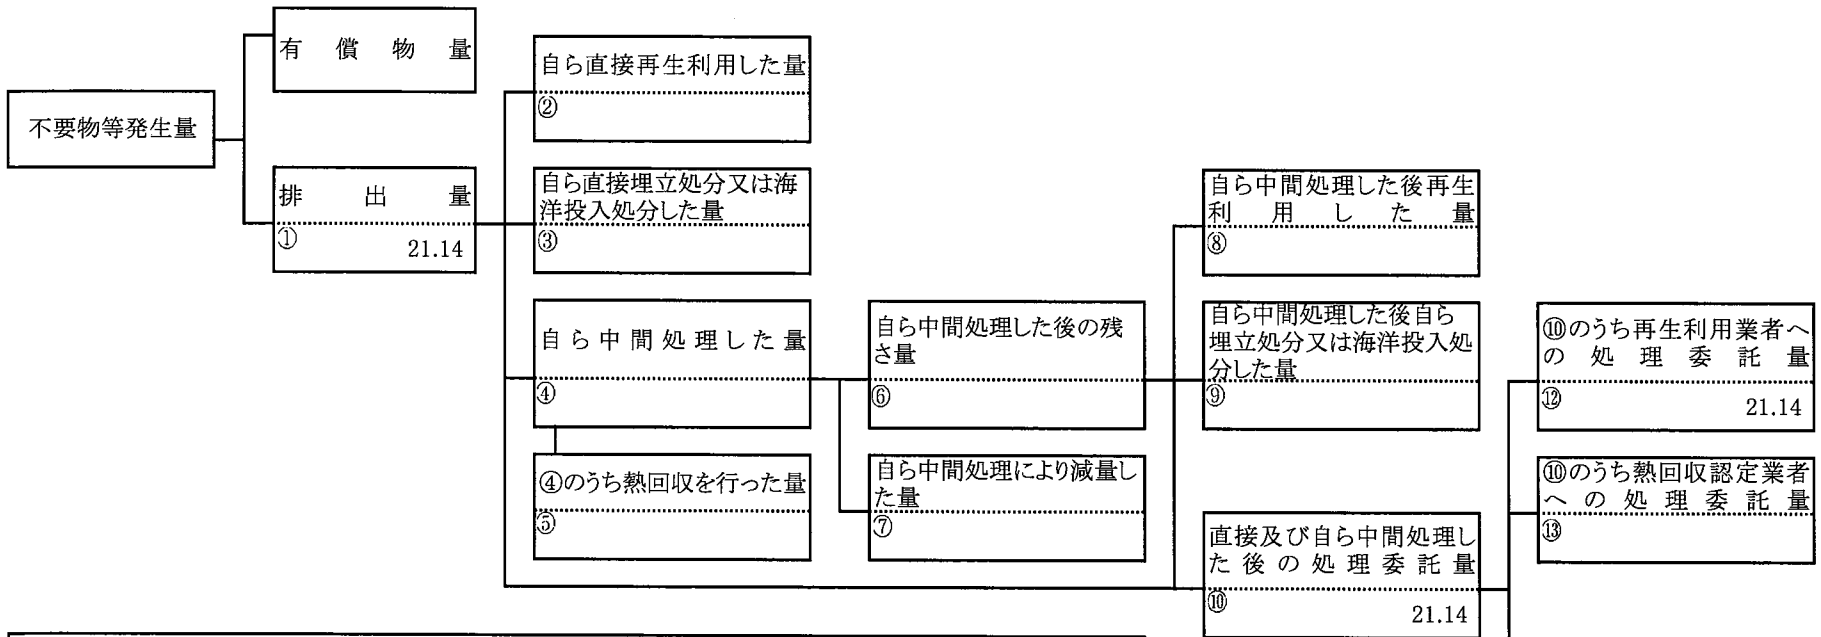 有償物量
不要物等発生量
排出量
①
21.14
自ら直接再生利用した量
②
自ら直接埋立処分又は海
洋投入処分した量
③
自ら中間処理した量
④
④のうち熱回収を行った量
⑤
自ら中間処理した後の残
さ量
⑥
自ら中間処理により減量し
た量
⑦
自ら中間処理した後再生
利用した量
⑧
自ら中間処理した後自ら
埋立処分又は海洋投入処
分した量
⑨
直接及び自ら中間処理し
た後の処理委託量
⑩
21.14
⑩のうち再生利用業者へ
の処理委託量
⑫
21.14
⑩のうち熱回収認定業者
への処理委託量
⑬